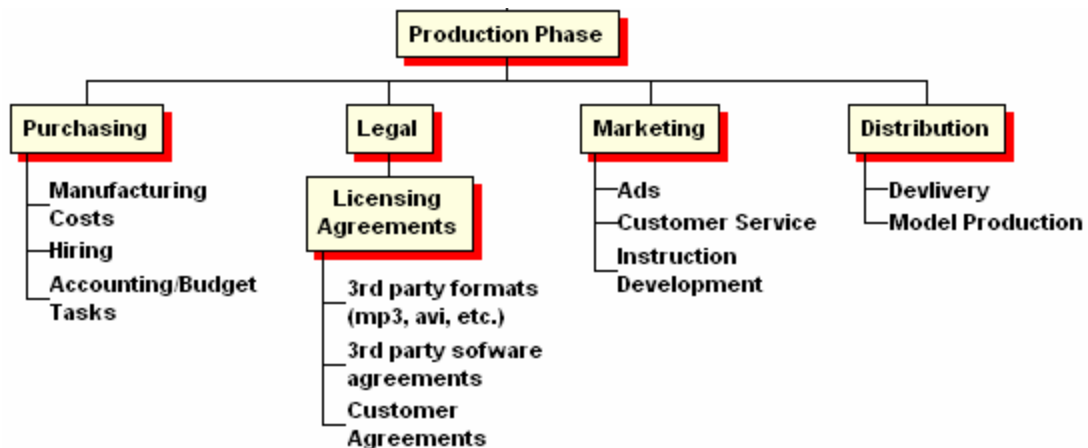 Production Phase
Purchasing
Manufacturing
Costs
Hiring
Accounting/Budget
Tasks
Legal
Licensing
Agreements
3rd party formats
(mp3, avi, etc.)
3rd party sofware
agreements
Customer
Agreements
Marketing
Ads
Customer Service
Instruction
Development
Distribution
Devlivery
Model Production